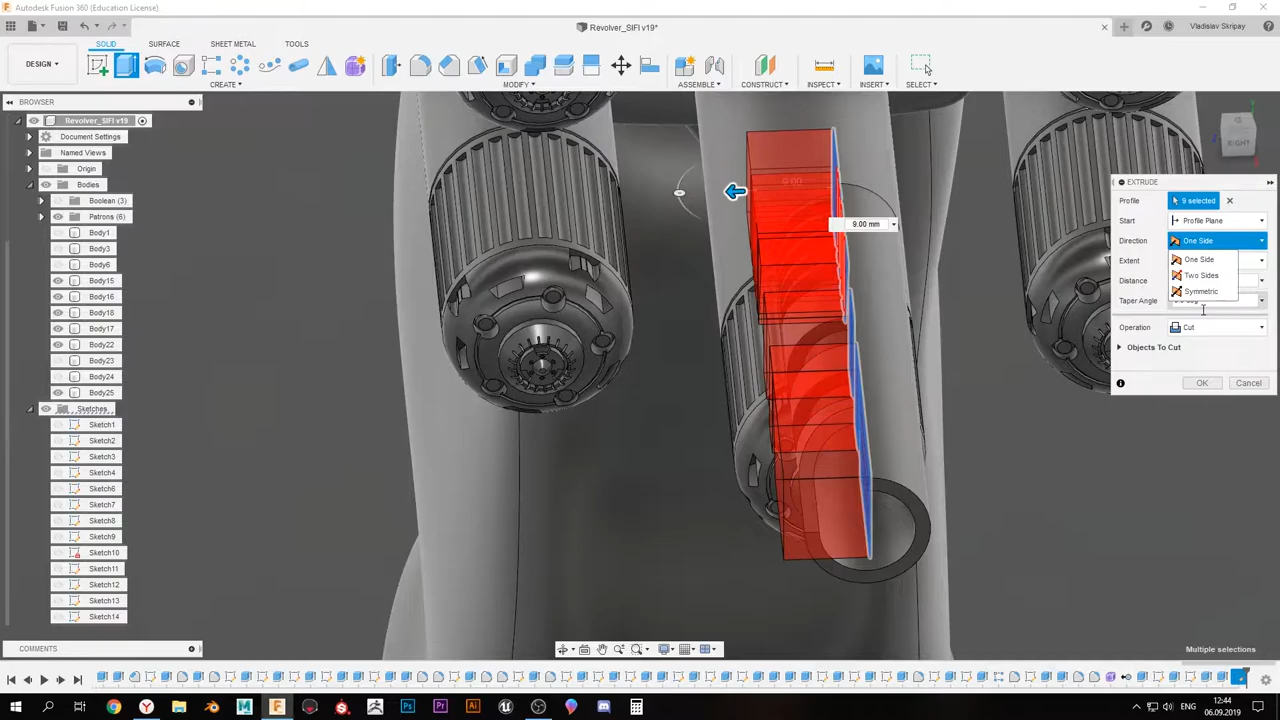 Autodesk Fusion 360 (Education License)
Revolver_SIFI v19*
Vladislav Skripay
DESIGN
SOLID
SURFACE
SHEET METAL
TOOLS
CREATE
MODIFY
ASSEMBLE
CONSTRUCT
INSPECT
INSERT
SELECT
BROWSER
Revolver_SIFI v19
Document Settings
Named Views
Origin
Bodies
Boolean (3)
Patrons (6)
Body1
Body3
Body6
Body15
Body16
Body18
Body17
Body22
Body23
Body24
Body25
Sketches
Sketch1
Sketch2
Sketch3
Sketch4
Sketch6
Sketch7
Sketch8
Sketch9
Sketch10
Sketch11
Sketch12
Sketch13
Sketch14
9.00
9.00 mm
RIGHT
EXTRUDE
Profile 9 selected
Start Profile Plane
Direction One Side
One Side
Extent
Two Sides
Distance
Symmetric
Taper Angle
Operation Cut
Objects To Cut
OK Cancel
COMMENTS
Multiple selections
ENG
12:44
06.09.2019